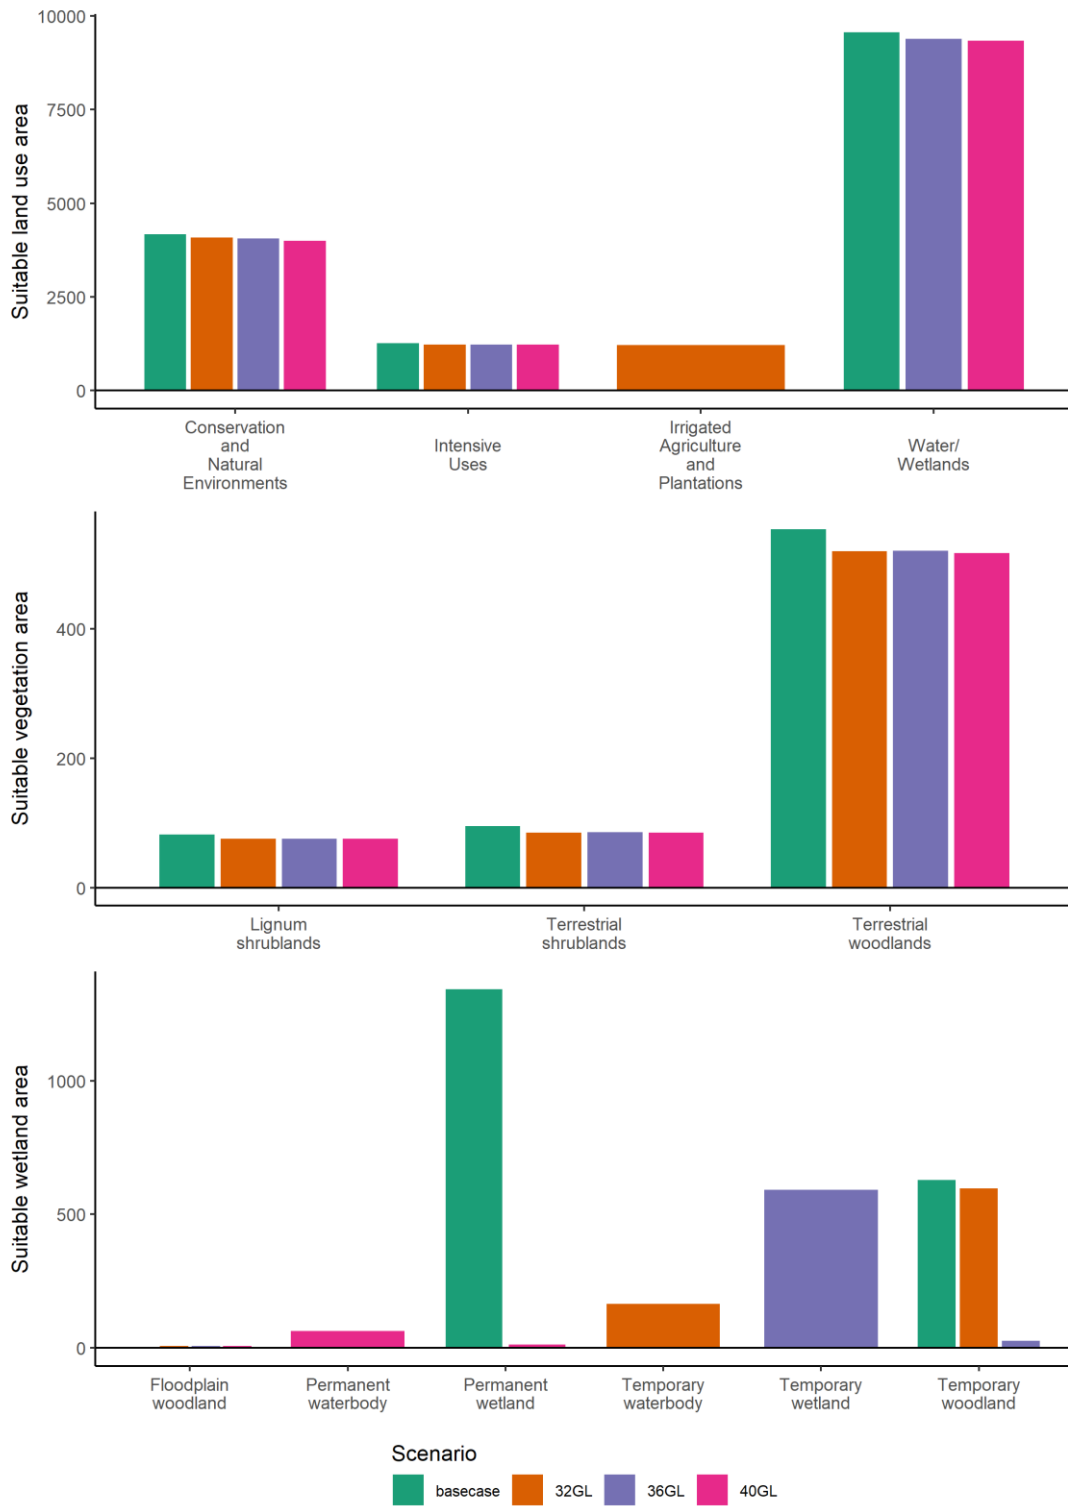 Suitable land use area
10000
7500
5000
2500
0
Conservation
and
Natural
Environments
Intensive
Uses
Irrigated
Agriculture
and
Plantations
Water/
Wetlands
Suitable vegetation area
400
200
0
Lignum
shrublands
Terrestrial
shrublands
Terrestrial
woodlands
Suitable wetland area
1000
500
0
Floodplain
woodland
Permanent
waterbody
Permanent
wetland
Temporary
waterbody
Temporary
wetland
Temporary
woodland
Scenario
basecase 32GL 36GL 40GL